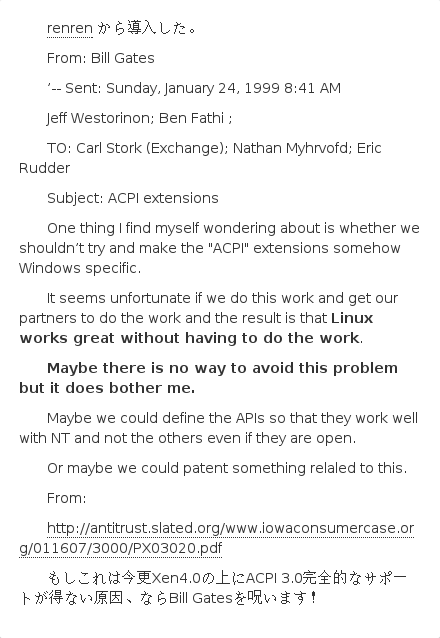 renren から導入した。
From: Bill Gates
’-- Sent: Sunday, January 24, 1999 8:41 AM
Jeff Westorinon; Ben Fathi ;
TO: Carl Stork (Exchange); Nathan Myhrvofd; Eric
Rudder
Subject: ACPI extensions
One thing I find myself wondering about is whether we
shouldn’t try and make the "ACPI" extensions somehow
Windows specific.
It seems unfortunate if we do this work and get our
partners to do the work and the result is that Linux
works great without having to do the work.
Maybe there is no way to avoid this problem
but it does bother me.
Maybe we could define the APIs so that they work well
with NT and not the others even if they are open.
Or maybe we could patent something relaled to this.
From:
http://antitrust.slated.org/www.iowaconsumercase.or
g/011607/3000/PX03020.pdf
もしこれは今更Xen4.0の上にACPI 3.0完全的なサポー
トが得ない原因、ならBill Gatesを呪います！